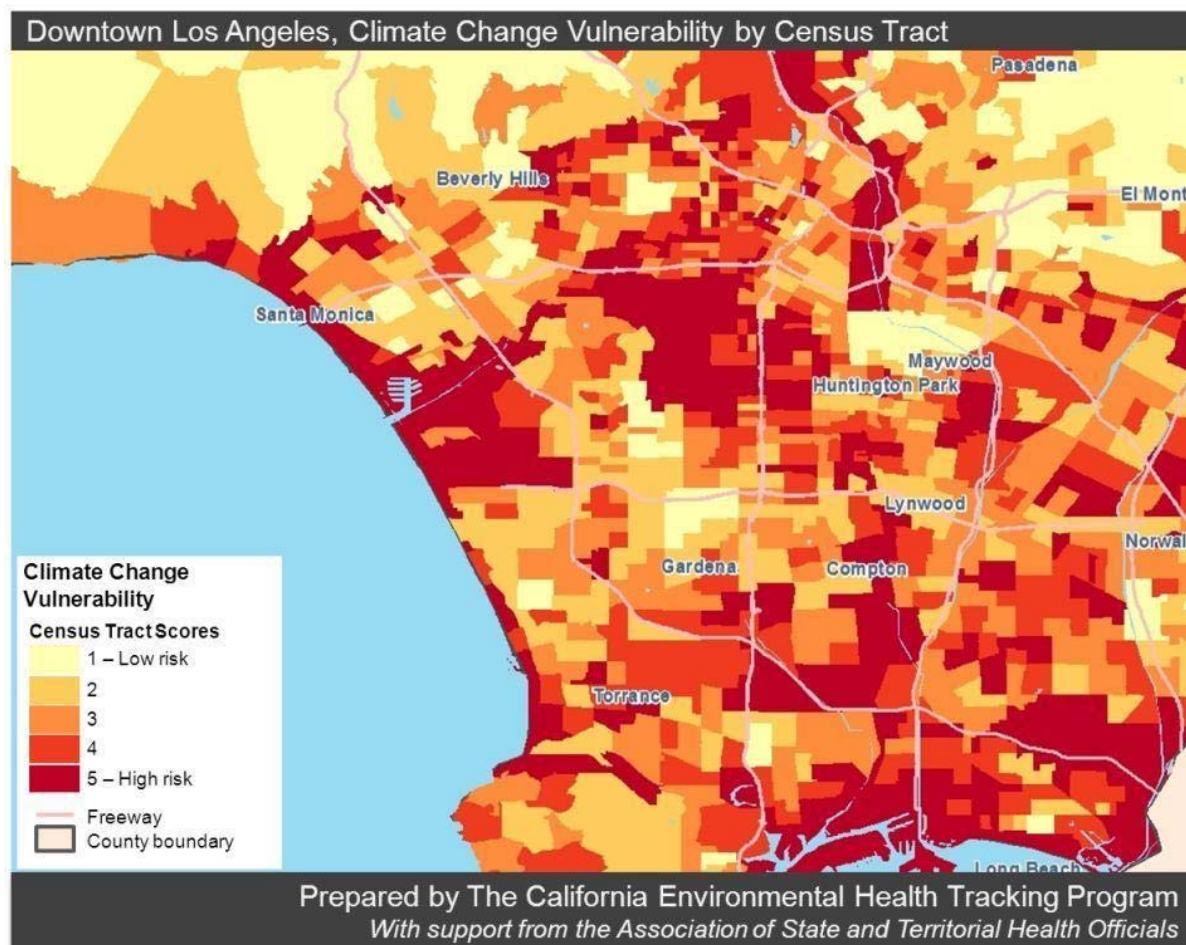 Downtown Los Angeles, Climate Change Vulnerability by Census Tract
Pasadena
Beverly Hills
El Mont
Santa Monica
Maywood
Huntington Park
Lynwood
Norwal
Gardena
Compton
Torrance
Long Beach
Climate Change
Vulnerability
Census Tract Scores
1 – Low risk
2
3
4
5 – High risk
Freeway
County boundary
Prepared by The California Environmental Health Tracking Program
With support from the Association of State and Territorial Health Officials